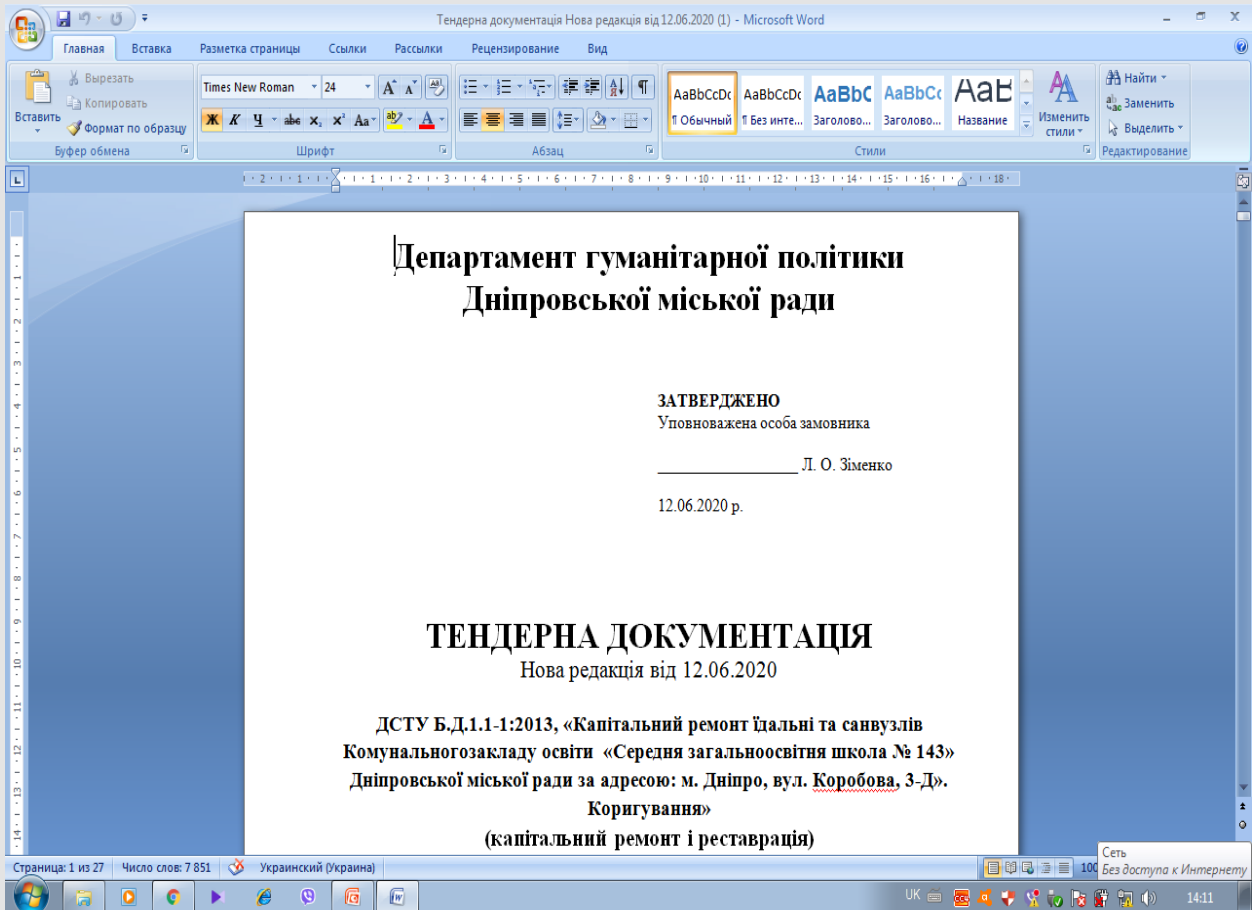 Тендерна документація Нова редакція від 12.06.2020 (1) - Microsoft Word
Главная Вставка Разметка страницы Ссылки Рассылки Рецензирование Вид
Вставить
Вырезать
Копировать
Формат по образцу
Буфер обмена
Times New Roman 24
Ж К Ч abe x₂ x² Aa
Шрифт
Абзац
AaBbCcDc AaBbCcDc AaBbC AaBbCc AaB
¶ Обычный ¶ Без инте... Заголово... Заголово... Название
Изменить стили
Стили
Найти
Заменить
Выделить
Редактирование
Департамент гуманітарної політики
Дніпровської міської ради
ЗАТВЕРДЖЕНО
Уповноважена особа замовника
____________________ Л. О. Зіменко
12.06.2020 р.
ТЕНДЕРНА ДОКУМЕНТАЦІЯ
Нова редакція від 12.06.2020
ДСТУ Б.Д.1.1-1:2013, «Капітальний ремонт їдальні та санвузлів
Комунальногозакладу освіти «Середня загальноосвітня школа № 143»
Дніпровської міської ради за адресою: м. Дніпро, вул. Коробова, 3-Д».
Коригування»
(капітальний ремонт і реставрація)
Страница: 1 из 27 Число слов: 7 851 Украинский (Украина) 100
Сеть
Без доступа к Интернету
UK 14:11